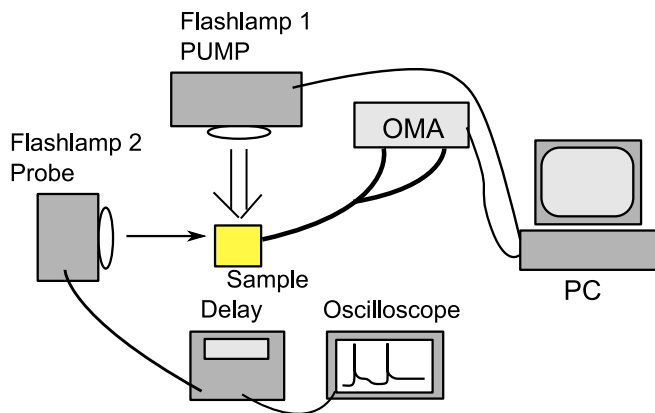 Flashlamp 1
PUMP
OMA
Flashlamp 2
Probe
Sample
PC
Delay
Oscilloscope